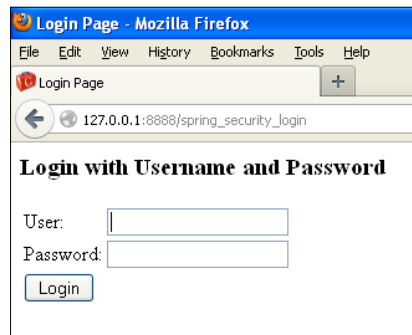 Login Page - Mozilla Firefox
File Edit View History Bookmarks Tools Help
Login Page +
127.0.0.1:8888/spring_security_login
Login with Username and Password
User:
Password:
Login